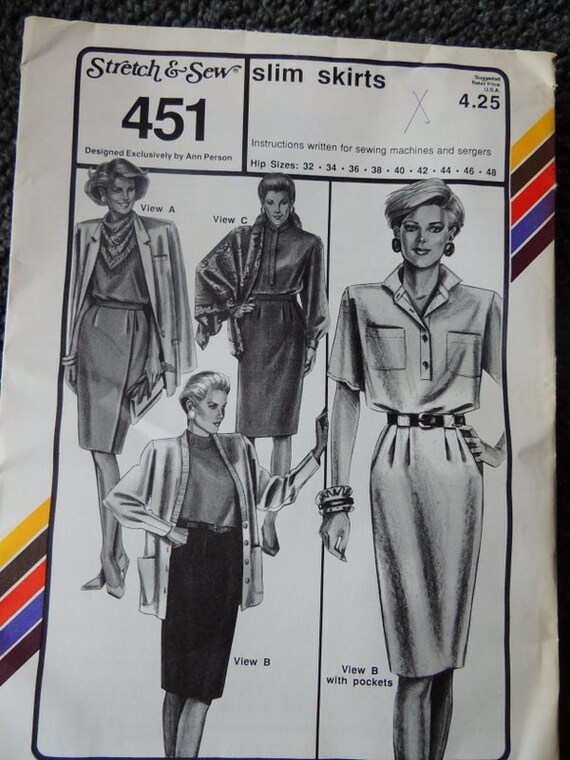 Stretch & Sew®
451
Designed Exclusively by Ann Person
slim skirts
Suggested
Retail Price
U.S.A.
4.25
X
Instructions written for sewing machines and sergers
Hip Sizes: 32 • 34 • 36 • 38 • 40 • 42 • 44 • 46 • 48
View A
View C
View B
View B
with pockets